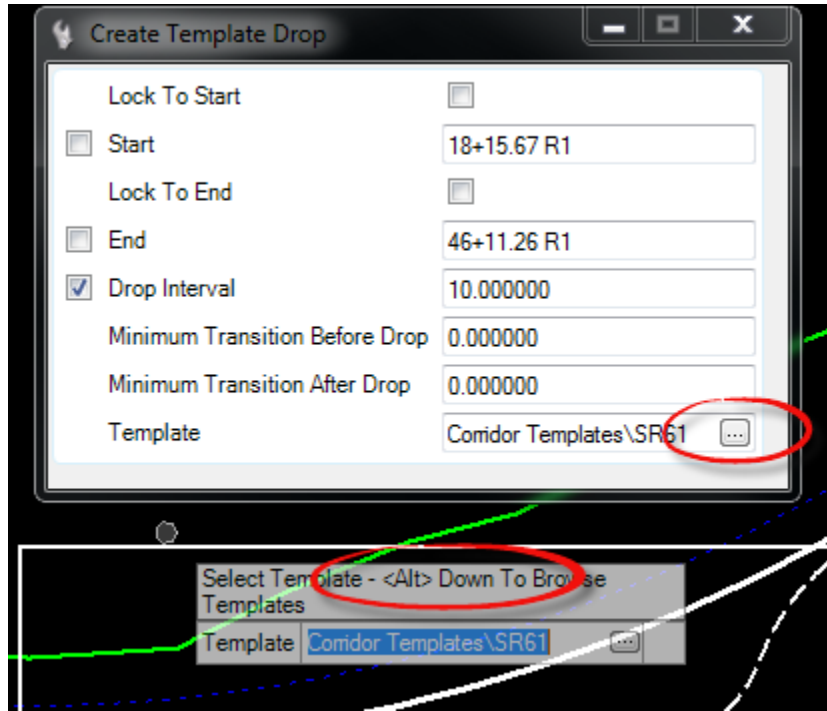 Create Template Drop
Lock To Start
Start 18+15.67 R1
Lock To End
End 46+11.26 R1
Drop Interval 10.000000
Minimum Transition Before Drop 0.000000
Minimum Transition After Drop 0.000000
Template Corridor Templates\SR61 ...
Select Template - <Alt> Down To Browse
Templates
Template Corridor Templates\SR61 ...